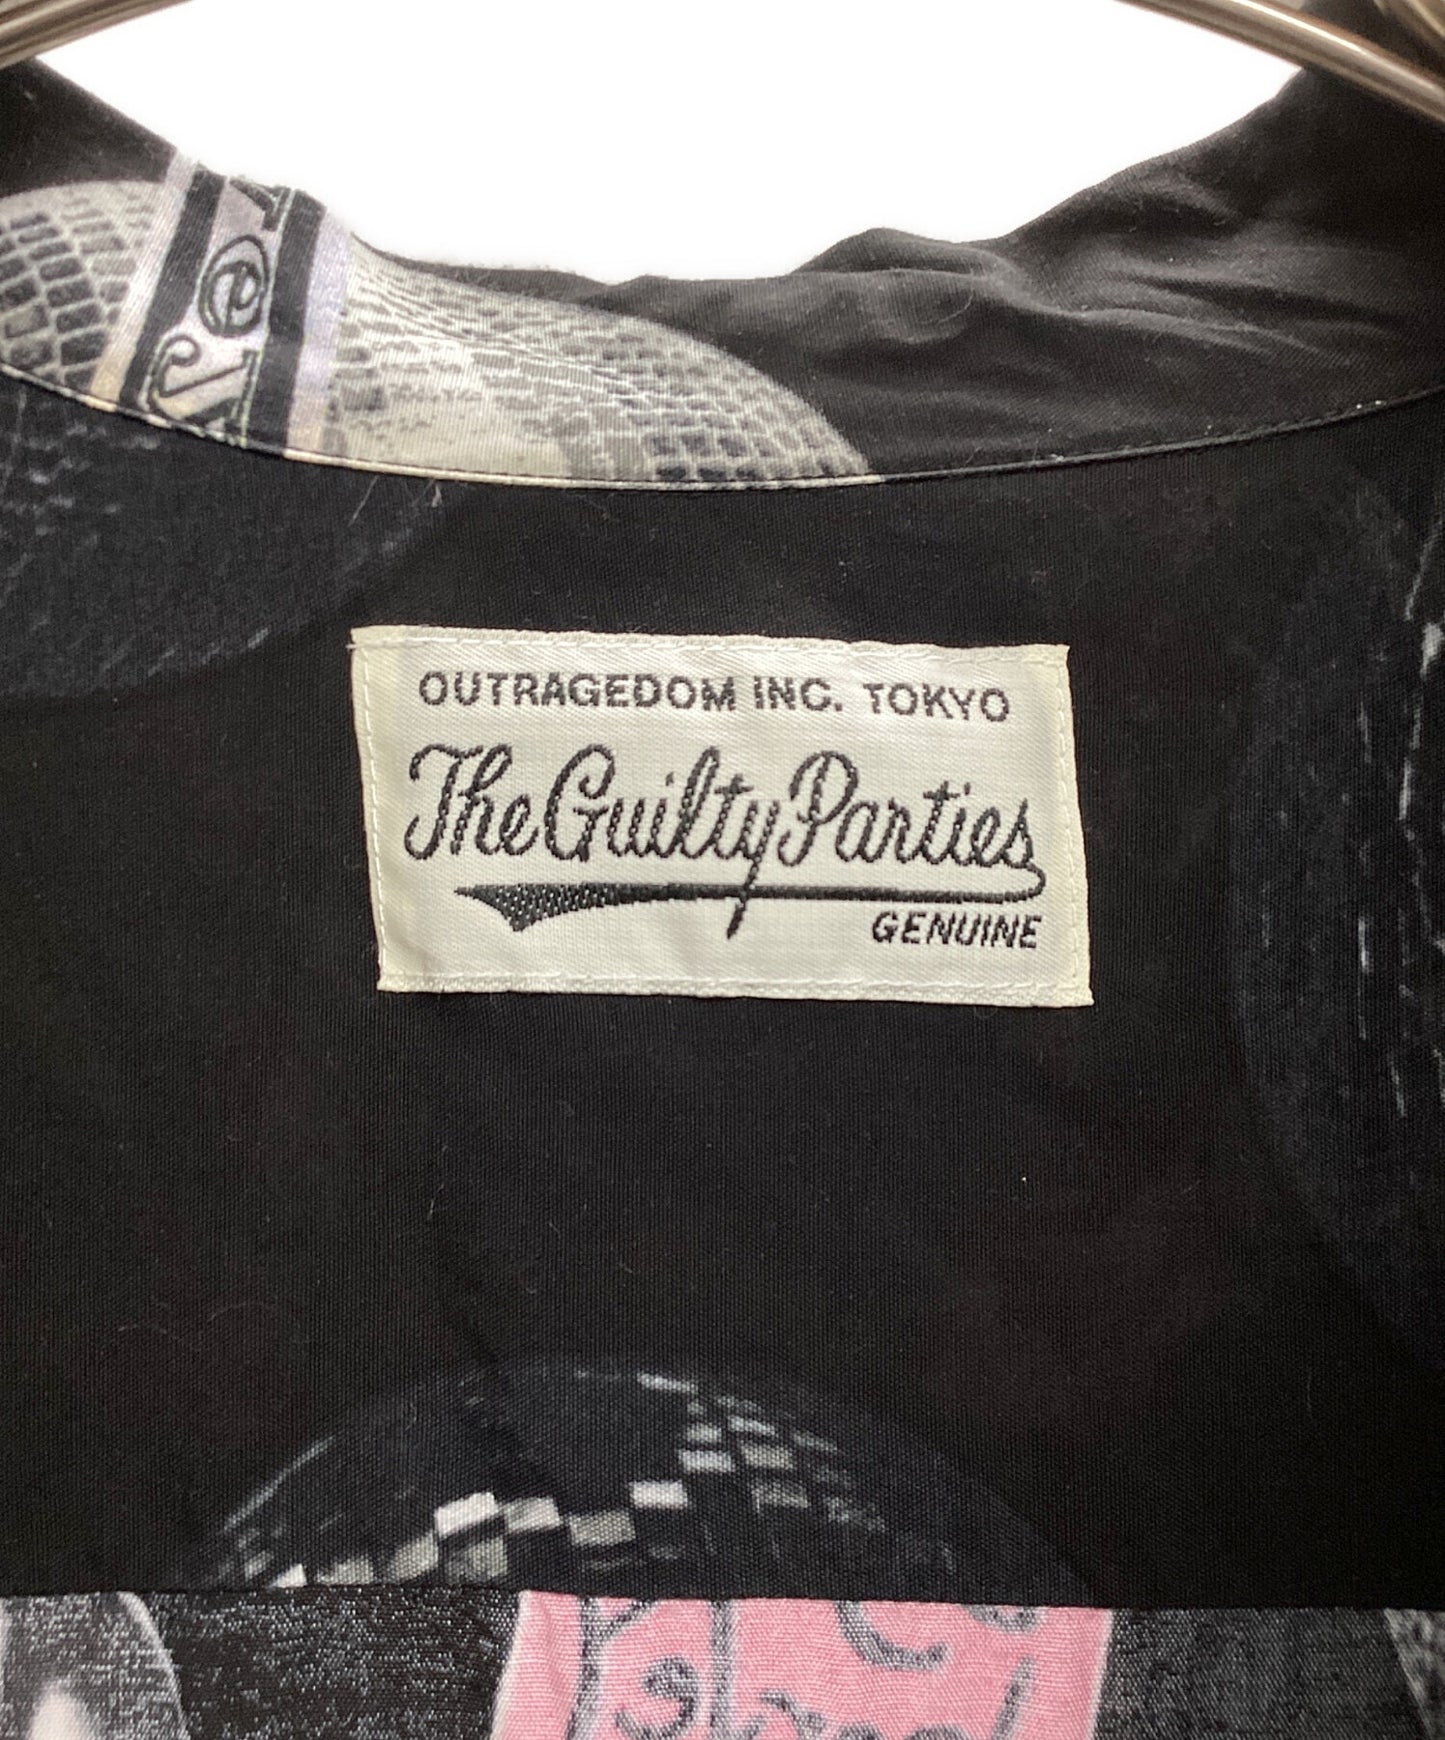 OUTRAGEDOM INC. TOKYO
The Guilty Parties
GENUINE